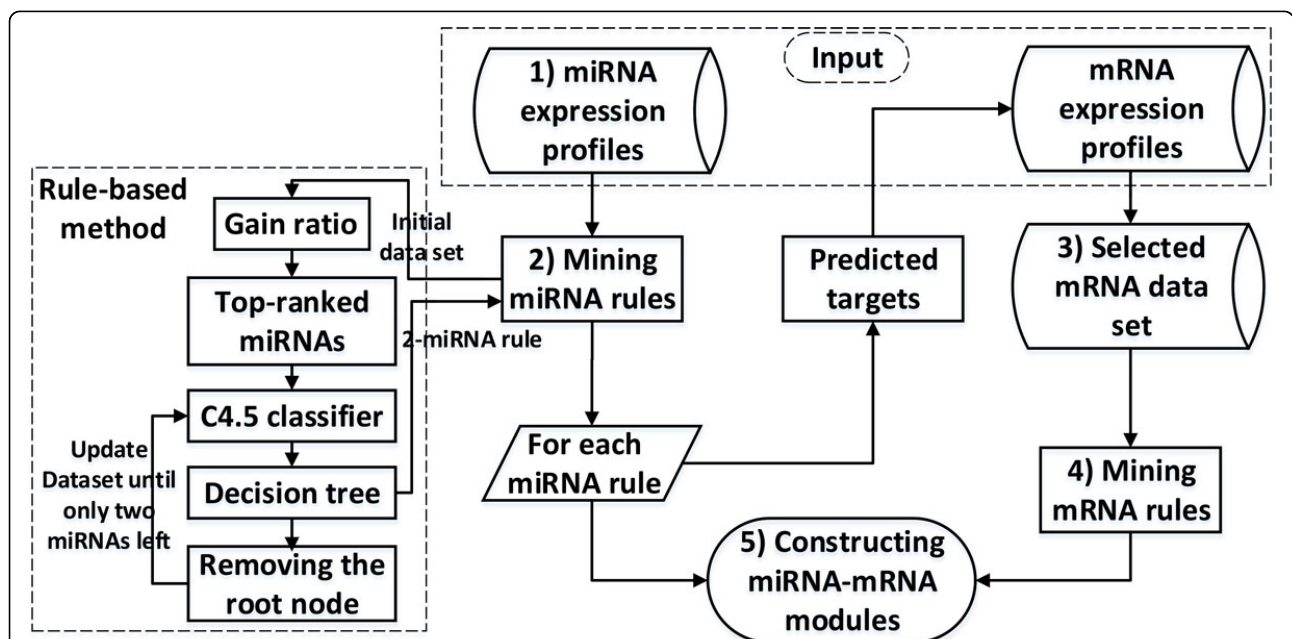 Input
1) miRNA
expression
profiles
mRNA
expression
profiles
Rule-based
method
Gain ratio
Initial
data set
2) Mining
miRNA rules
Predicted
targets
3) Selected
mRNA data
set
Top-ranked
miRNAs
2-miRNA rule
C4.5 classifier
Update
Dataset until
only two
miRNAs left
Decision tree
Removing the
root node
For each
miRNA rule
4) Mining
mRNA rules
5) Constructing
miRNA-mRNA
modules